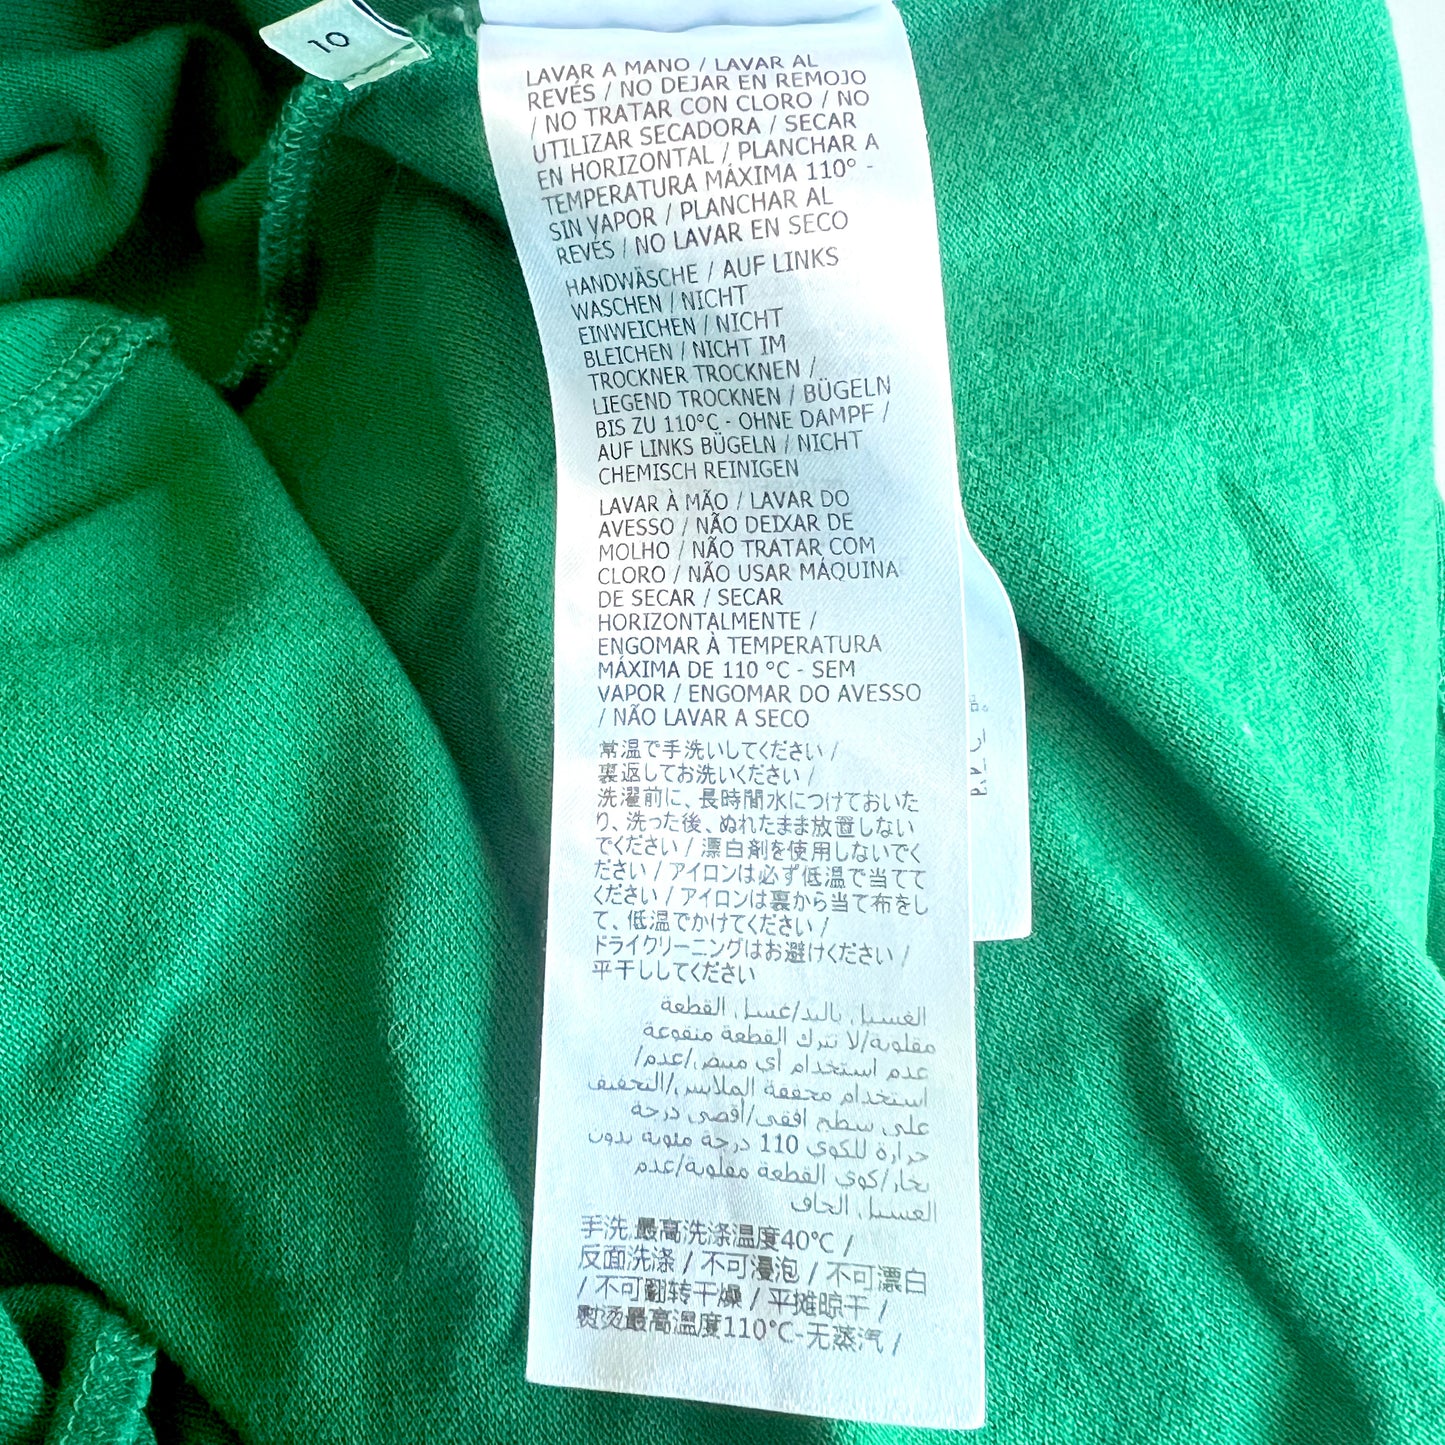 10
LAVAR A MANO / LAVAR AL
REVÉS / NO DEJAR EN REMOJO
/ NO TRATAR CON CLORO / NO
UTILIZAR SECADORA / SECAR
EN HORIZONTAL / PLANCHAR A
TEMPERATURA MÁXIMA 110° -
SIN VAPOR / PLANCHAR AL
REVÉS / NO LAVAR EN SECO
HANDWÄSCHE / AUF LINKS
WASCHEN / NICHT
EINWEICHEN / NICHT
BLEICHEN / NICHT IM
TROCKNER TROCKNEN /
LIEGEND TROCKNEN / BÜGELN
BIS ZU 110°C - OHNE DAMPF /
AUF LINKS BÜGELN / NICHT
CHEMISCH REINIGEN
LAVAR À MÃO / LAVAR DO
AVESSO / NÃO DEIXAR DE
MOLHO / NÃO TRATAR COM
CLORO / NÃO USAR MÁQUINA
DE SECAR / SECAR
HORIZONTALMENTE /
ENGOMAR À TEMPERATURA
MÁXIMA DE 110 °C - SEM
VAPOR / ENGOMAR DO AVESSO
/ NÃO LAVAR A SECO
常温で手洗いしてください /
裏返してお洗いください /
洗濯前に、長時間水につけておいた
り、洗った後、ぬれたまま放置しない
でください / 漂白剤を使用しないでく
ださい / アイロンは必ず低温で当てて
ください / アイロンは裏から当て布をし
て、低温でかけてください /
ドライクリーニングはお避けください /
平干ししてください
الغسيل باليد/غسل القطعة
مقلوبة/لا تترك القطعة منقوعة
عدم استخدام أي مبيض/عدم/
استخدام مجففة الملابس/التجفيف
على سطح افقي/أقصى درجة
حرارة للكوي 110 درجة مئوية بدون
بخار/كوي القطعة مقلوبة/عدم
الغسيل الجاف
手洗,最高洗涤温度40℃ /
反面洗涤 / 不可浸泡 / 不可漂白
/ 不可翻转干燥 / 平摊晾干 /
熨烫最高温度110℃-无蒸汽 /